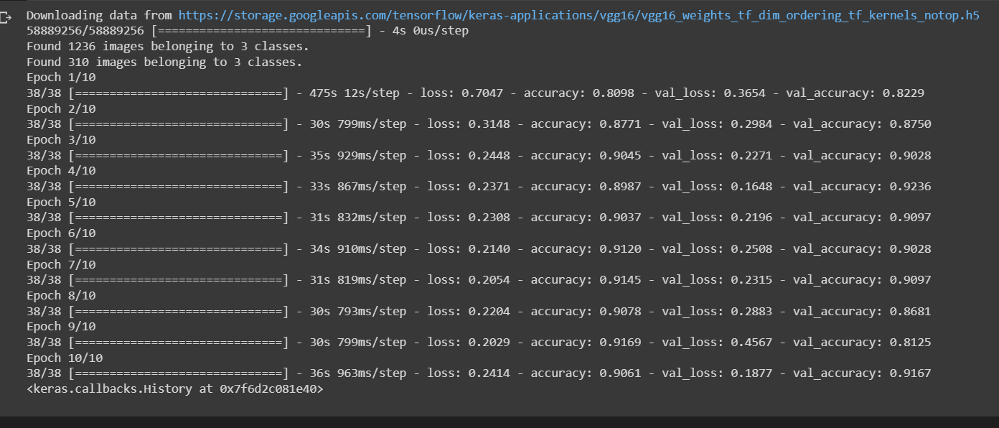 Downloading data from https://storage.googleapis.com/tensorflow/keras-applications/vgg16/vgg16_weights_tf_dim_ordering_tf_kernels_notop.h5
58889256/58889256 [==============================] - 4s 0us/step
Found 1236 images belonging to 3 classes.
Found 310 images belonging to 3 classes.
Epoch 1/10
38/38 [==============================] - 475s 12s/step - loss: 0.7047 - accuracy: 0.8098 - val_loss: 0.3654 - val_accuracy: 0.8229
Epoch 2/10
38/38 [==============================] - 30s 799ms/step - loss: 0.3148 - accuracy: 0.8771 - val_loss: 0.2984 - val_accuracy: 0.8750
Epoch 3/10
38/38 [==============================] - 35s 929ms/step - loss: 0.2448 - accuracy: 0.9045 - val_loss: 0.2271 - val_accuracy: 0.9028
Epoch 4/10
38/38 [==============================] - 33s 867ms/step - loss: 0.2371 - accuracy: 0.8987 - val_loss: 0.1648 - val_accuracy: 0.9236
Epoch 5/10
38/38 [==============================] - 31s 832ms/step - loss: 0.2308 - accuracy: 0.9037 - val_loss: 0.2196 - val_accuracy: 0.9097
Epoch 6/10
38/38 [==============================] - 34s 910ms/step - loss: 0.2140 - accuracy: 0.9120 - val_loss: 0.2508 - val_accuracy: 0.9028
Epoch 7/10
38/38 [==============================] - 31s 819ms/step - loss: 0.2054 - accuracy: 0.9145 - val_loss: 0.2315 - val_accuracy: 0.9097
Epoch 8/10
38/38 [==============================] - 30s 793ms/step - loss: 0.2204 - accuracy: 0.9078 - val_loss: 0.2883 - val_accuracy: 0.8681
Epoch 9/10
38/38 [==============================] - 30s 799ms/step - loss: 0.2029 - accuracy: 0.9169 - val_loss: 0.4567 - val_accuracy: 0.8125
Epoch 10/10
38/38 [==============================] - 36s 963ms/step - loss: 0.2414 - accuracy: 0.9061 - val_loss: 0.1877 - val_accuracy: 0.9167
<keras.callbacks.History at 0x7f6d2c081e40>